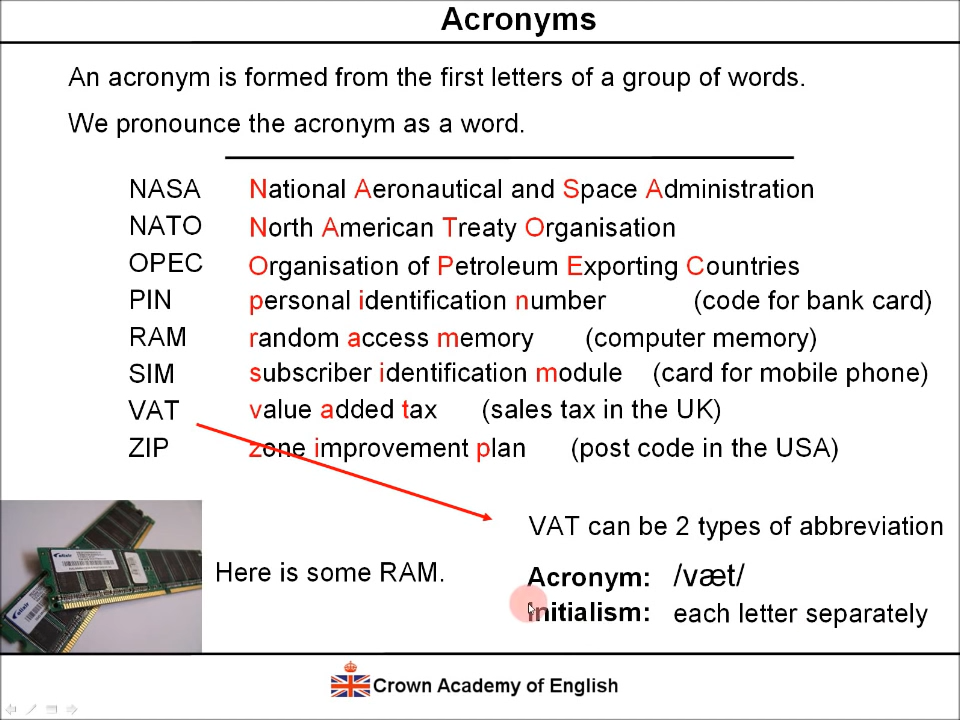 Acronyms
An acronym is formed from the first letters of a group of words.
We pronounce the acronym as a word.
NASA National Aeronautical and Space Administration
NATO North American Treaty Organisation
OPEC Organisation of Petroleum Exporting Countries
PIN personal identification number (code for bank card)
RAM random access memory (computer memory)
SIM subscriber identification module (card for mobile phone)
VAT value added tax (sales tax in the UK)
ZIP zone improvement plan (post code in the USA)
VAT can be 2 types of abbreviation
Here is some RAM.
Acronym: /væt/
Initialism: each letter separately
Crown Academy of English